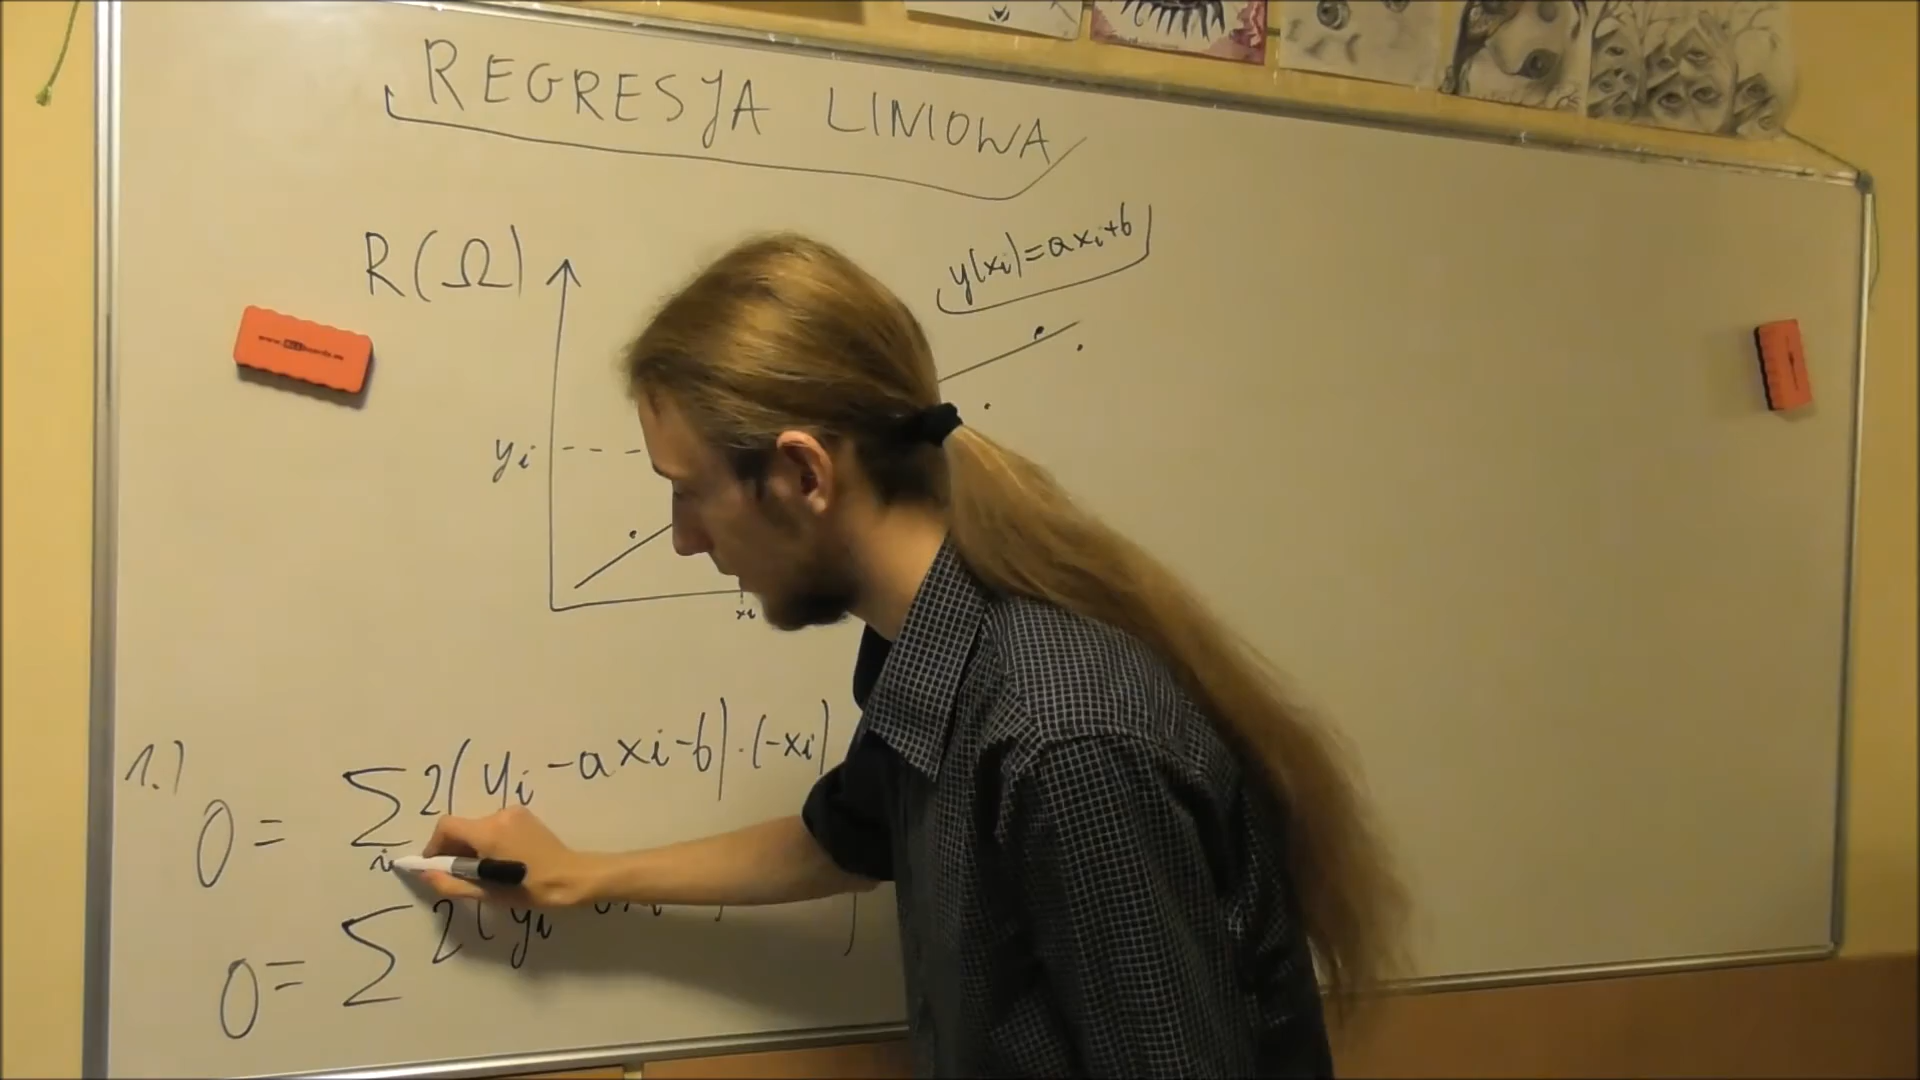 REGRESJA LINIOWA
R(Ω)
y(xi)=axi+b
yi
xi
1.)
0 = Σ 2(yi -axi-b)·(-xi)
i
0= Σ 2(yi